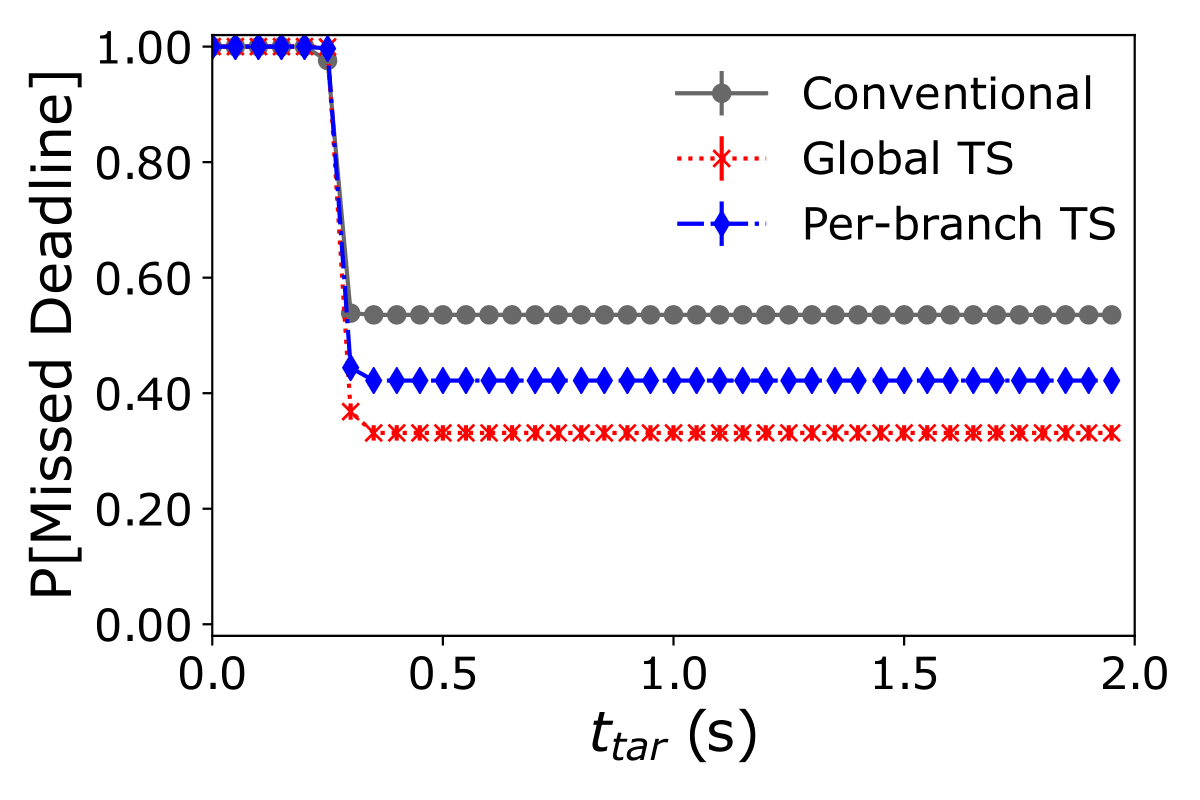 P[Missed Deadline]
1.00
0.80
0.60
0.40
0.20
0.00
Conventional
Global TS
Per-branch TS
0.0 0.5 1.0 1.5 2.0
t_tar (s)